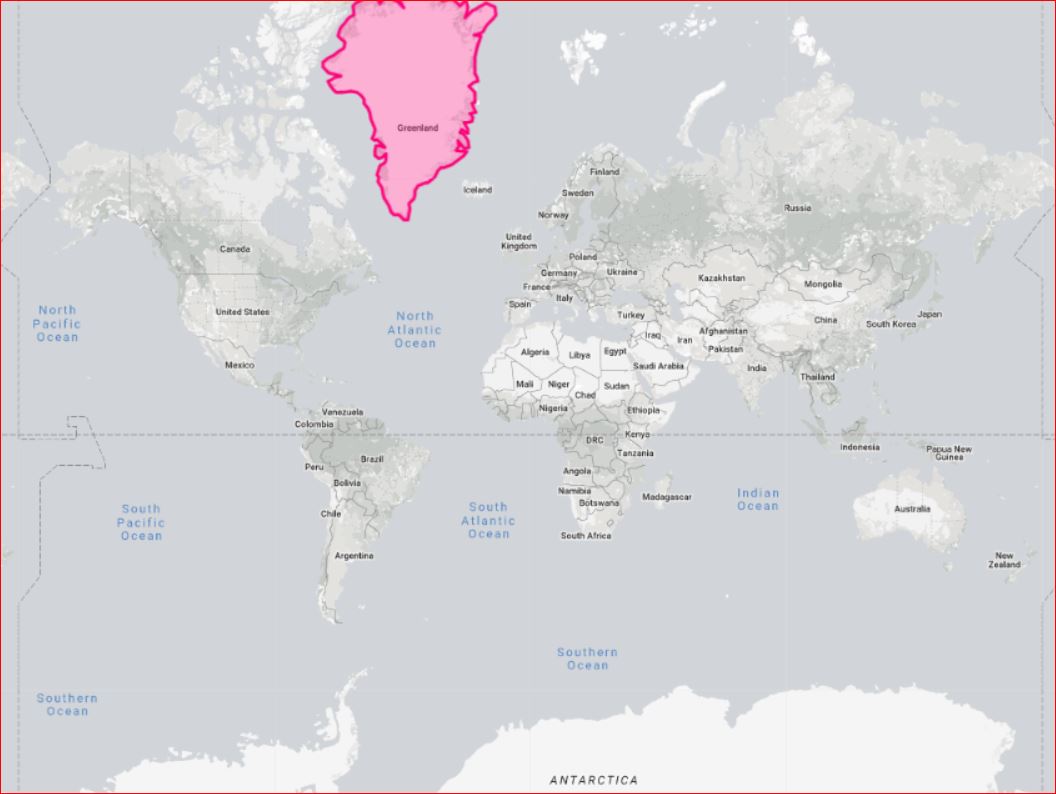 Greenland
Iceland
Finland
Sweden
Norway
Russia
United
Kingdom
Canada
Poland
Germany
Ukraine
Kazakhstan
Mongolia
France
Italy
Spain
United States
Turkey
North
Pacific
Ocean
North
Atlantic
Ocean
China
Japan
South Korea
Afghanistan
Iraq
Iran
Pakistan
Algeria
Libya
Egypt
Saudi Arabia
Mexico
India
Thailand
Mali
Niger
Chad
Sudan
Nigeria
Ethiopia
Venezuela
Colombia
DRC
Kenya
Indonesia
Papua New
Guinea
Tanzania
Brazil
Peru
Bolivia
Angola
Namibia
Botswana
Madagascar
Indian
Ocean
Australia
South
Pacific
Ocean
Chile
South
Atlantic
Ocean
South Africa
Argentina
New
Zealand
Southern
Ocean
Southern
Ocean
ANTARCTICA